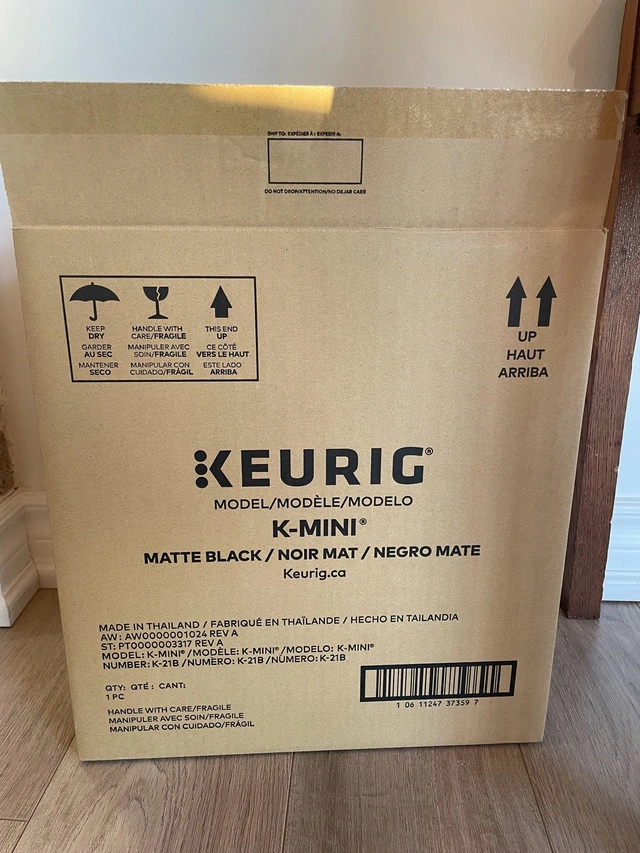 SHIP TO: EXPÉDIER À: EXPEDIR A:
DO NOT DROP/ATTENTION/NO DEJAR CAER
KEEP
DRY
GARDER
AU SEC
MANTENER
SECO
HANDLE WITH
CARE/FRAGILE
MANIPULER AVEC
SOIN/FRAGILE
MANIPULAR CON
CUIDADO/FRÁGIL
THIS END
UP
CE CÔTÉ
VERS LE HAUT
ESTE LADO
ARRIBA
UP
HAUT
ARRIBA
KEURIG®
MODEL/MODÈLE/MODELO
K-MINI®
MATTE BLACK / NOIR MAT / NEGRO MATE
Keurig.ca
MADE IN THAILAND / FABRIQUÉ EN THAÏLANDE / HECHO EN TAILANDIA
AW: AW0000001024 REV A
ST: PT0000003317 REV A
MODEL: K-MINI® /MODÈLE: K-MINI® /MODELO: K-MINI®
NUMBER: K-21B /NUMÉRO: K-21B /NÚMERO: K-21B
QTY: QTÉ: CANT:
1 PC
HANDLE WITH CARE/FRAGILE
MANIPULER AVEC SOIN/FRAGILE
MANIPULAR CON CUIDADO/FRÁGIL
1 06 11247 37359 7